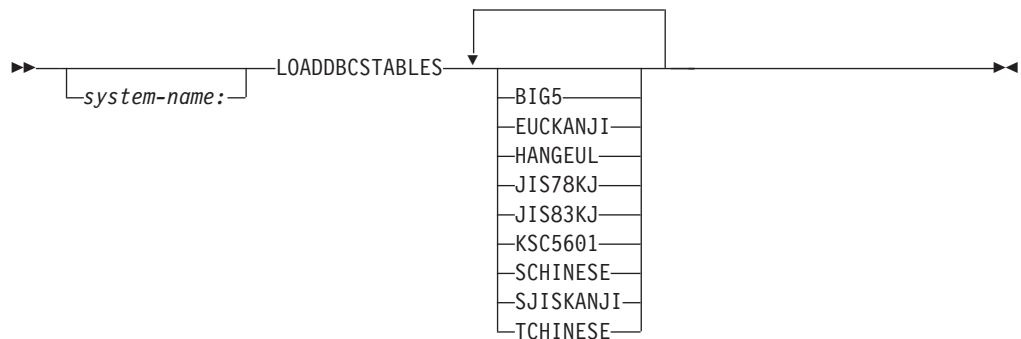 LOADDBCSTABLES
system-name:
BIG5
EUCKANJI
HANGEUL
JIS78KJ
JIS83KJ
KSC5601
SCHINESE
SJISKANJI
TCHINESE